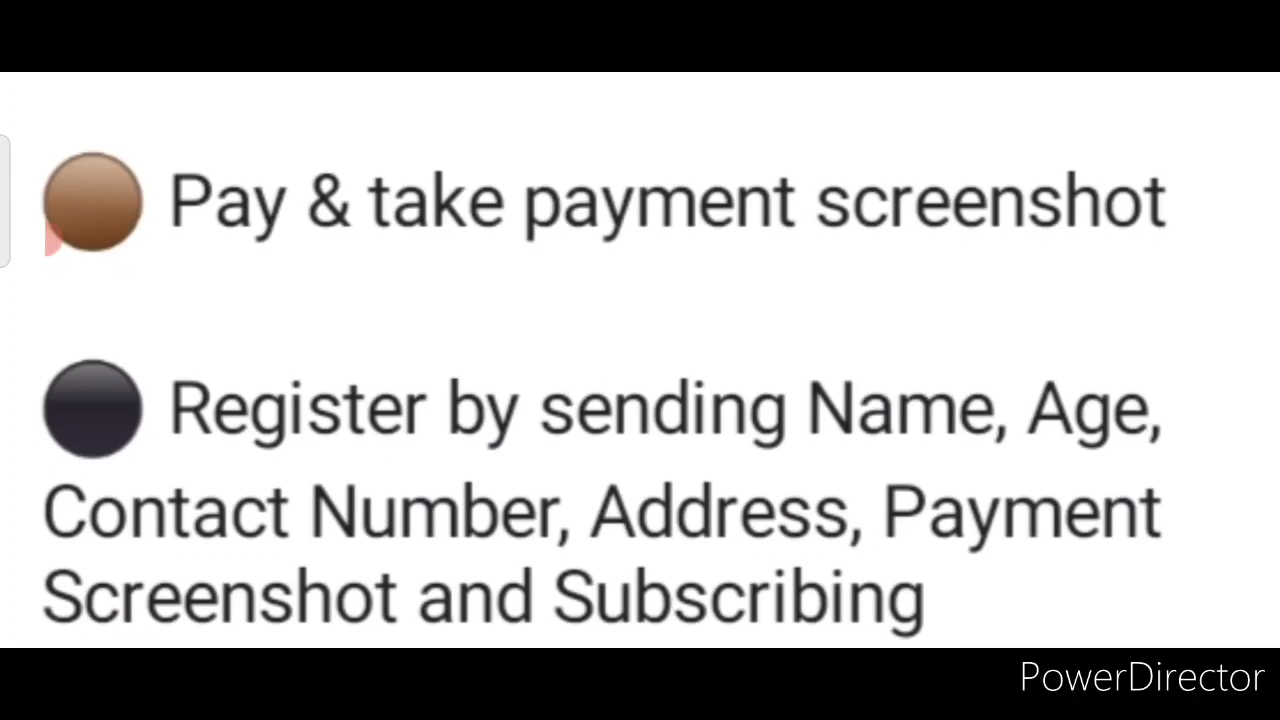 Pay & take payment screenshot
Register by sending Name, Age,
Contact Number, Address, Payment
Screenshot and Subscribing
PowerDirector